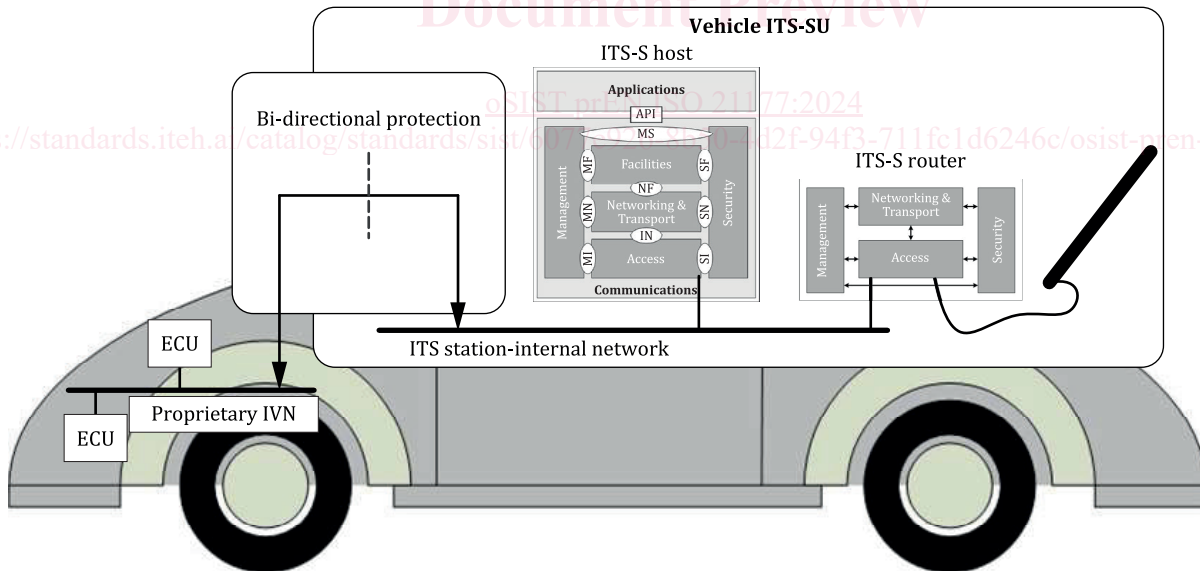 Document Preview
Vehicle ITS-SU
ITS-S host
Applications
oSIST prEN ISO 21177:2024
API
Bi-directional protection
MS
MF
Facilities
SF
NF
Management
MN
Networking &
Transport
SN
Security
IN
MI
Access
SI
Communications
ITS-S router
Networking &
Transport
Management
Access
Security
ITS station-internal network
ECU
Proprietary IVN
ECU